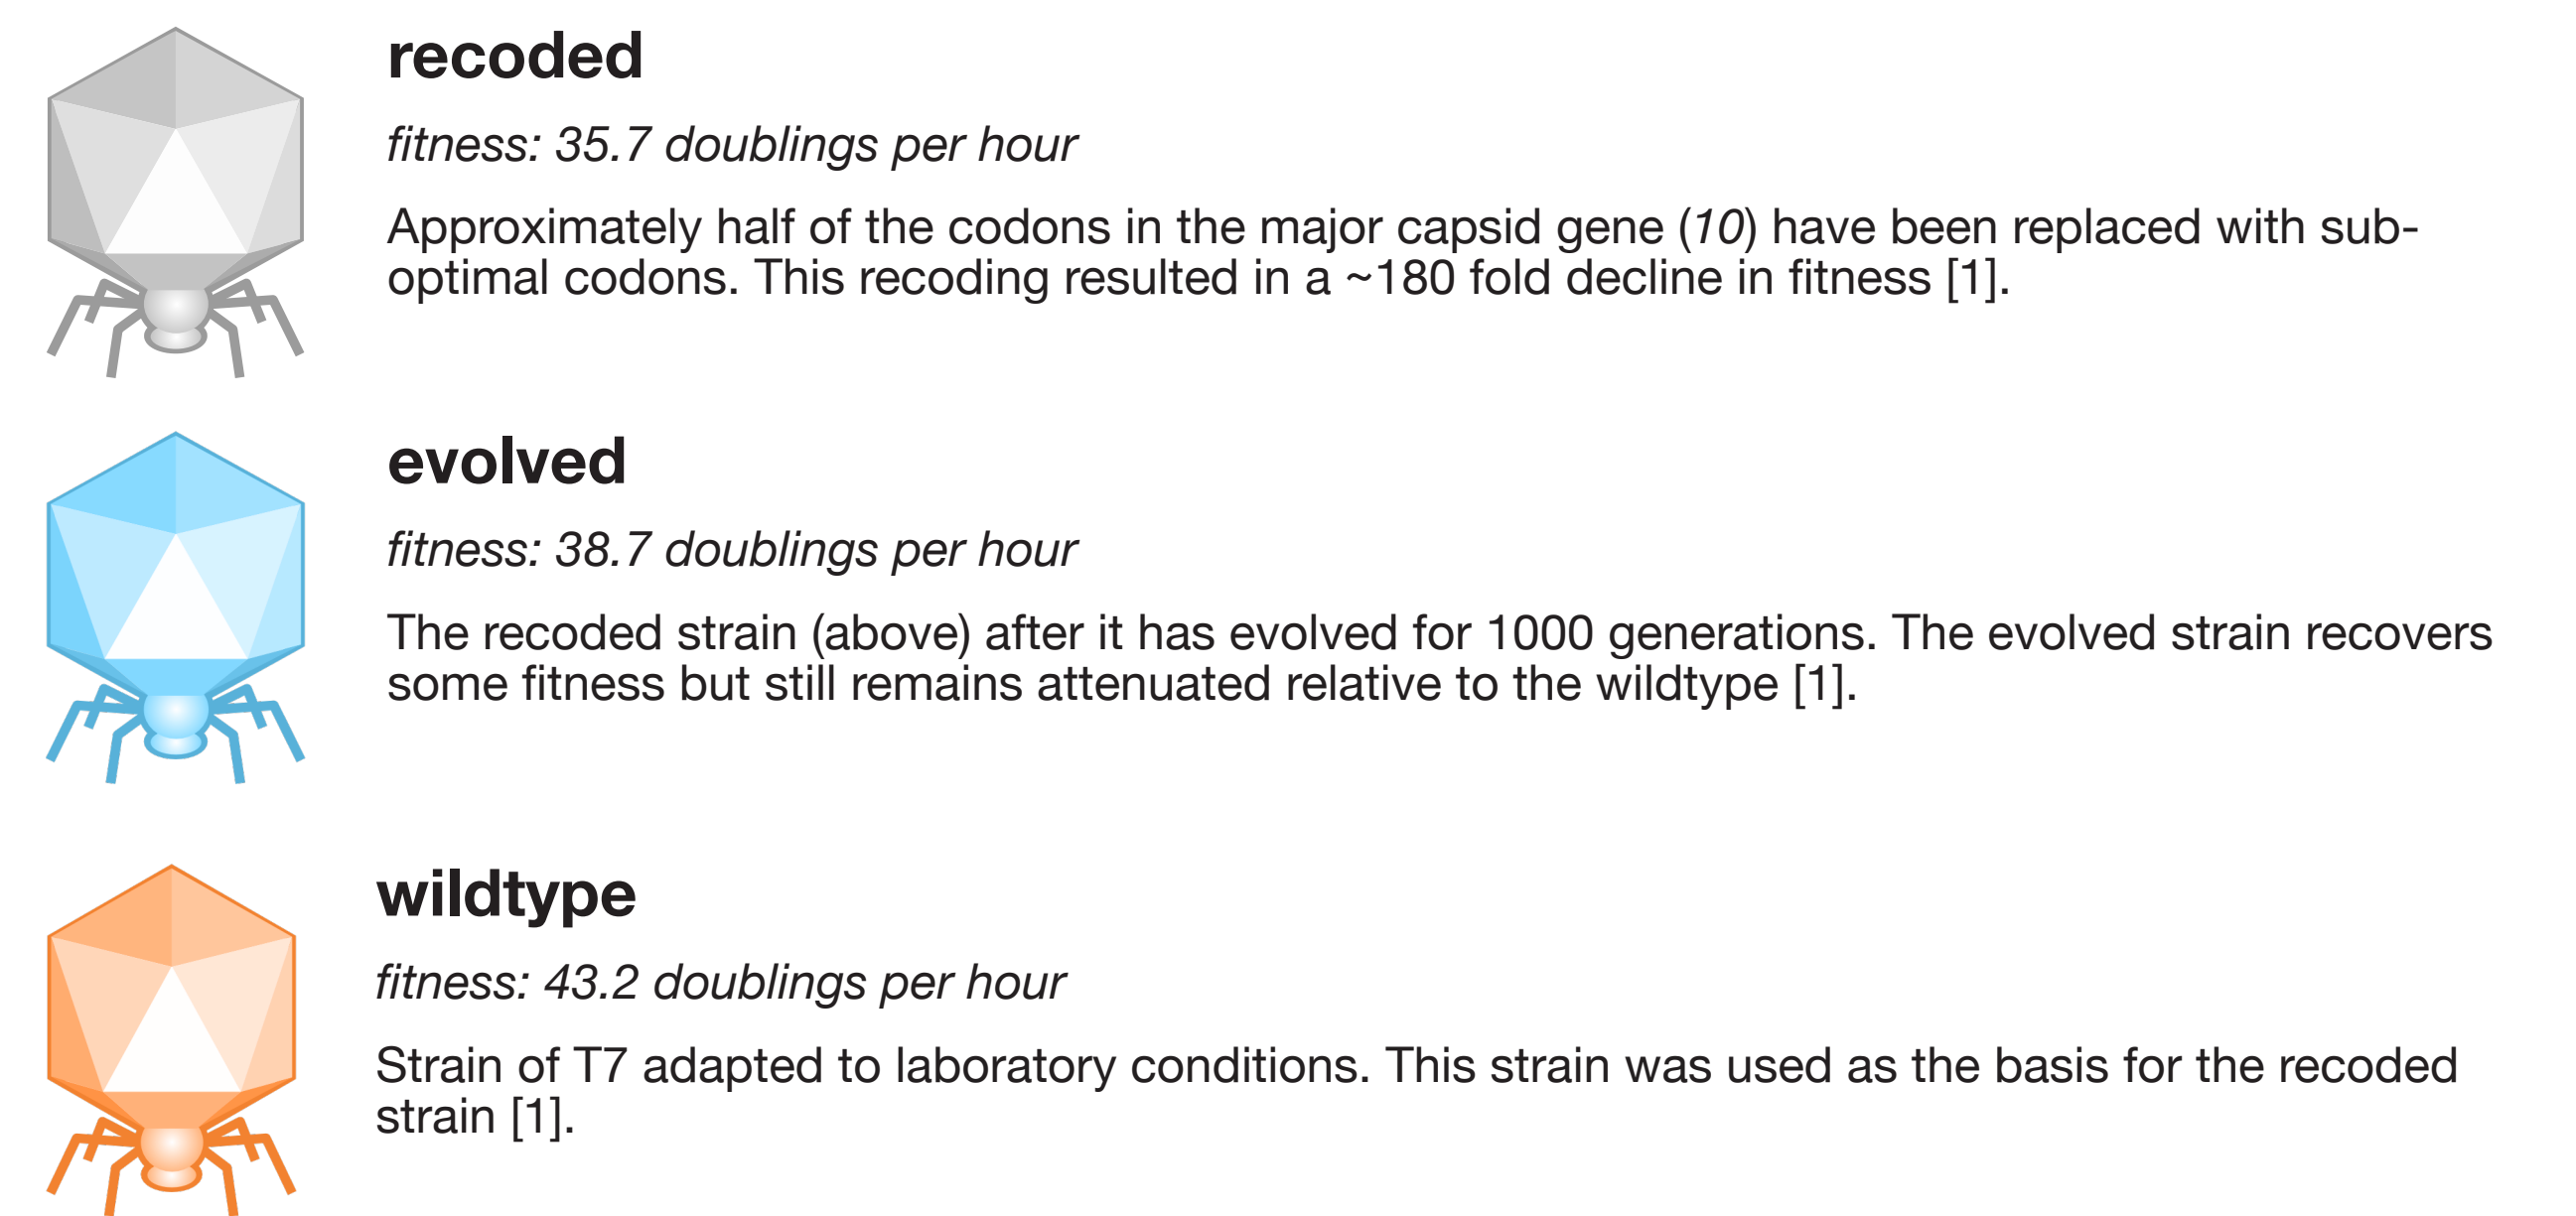 recoded
fitness: 35.7 doublings per hour
Approximately half of the codons in the major capsid gene (10) have been replaced with sub-
optimal codons. This recoding resulted in a ~180 fold decline in fitness [1].
evolved
fitness: 38.7 doublings per hour
The recoded strain (above) after it has evolved for 1000 generations. The evolved strain recovers
some fitness but still remains attenuated relative to the wildtype [1].
wildtype
fitness: 43.2 doublings per hour
Strain of T7 adapted to laboratory conditions. This strain was used as the basis for the recoded
strain [1].